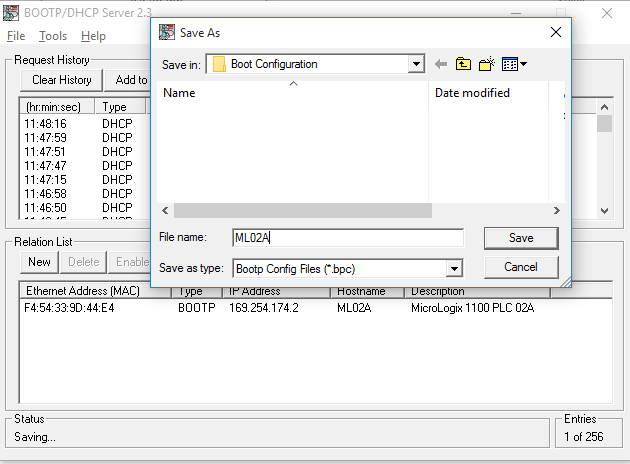 BOOTP/DHCP Server 2.3
File Tools Help
Request History
Clear History Add to
(hr:min:sec) Type
11:48:16 DHCP
11:47:59 DHCP
11:47:51 DHCP
11:47:47 DHCP
11:47:15 DHCP
11:46:58 DHCP
11:46:50 DHCP
Save As
Save in: Boot Configuration
Name Date modified
File name: ML02A Save
Save as type: Bootp Config Files (*.bpc) Cancel
Relation List
New Delete Enable
Ethernet Address (MAC) Type IP Address Hostname Description
F4:54:33:9D:44:E4 BOOTP 169.254.174.2 ML02A MicroLogix 1100 PLC 02A
Status Entries
Saving... 1 of 256